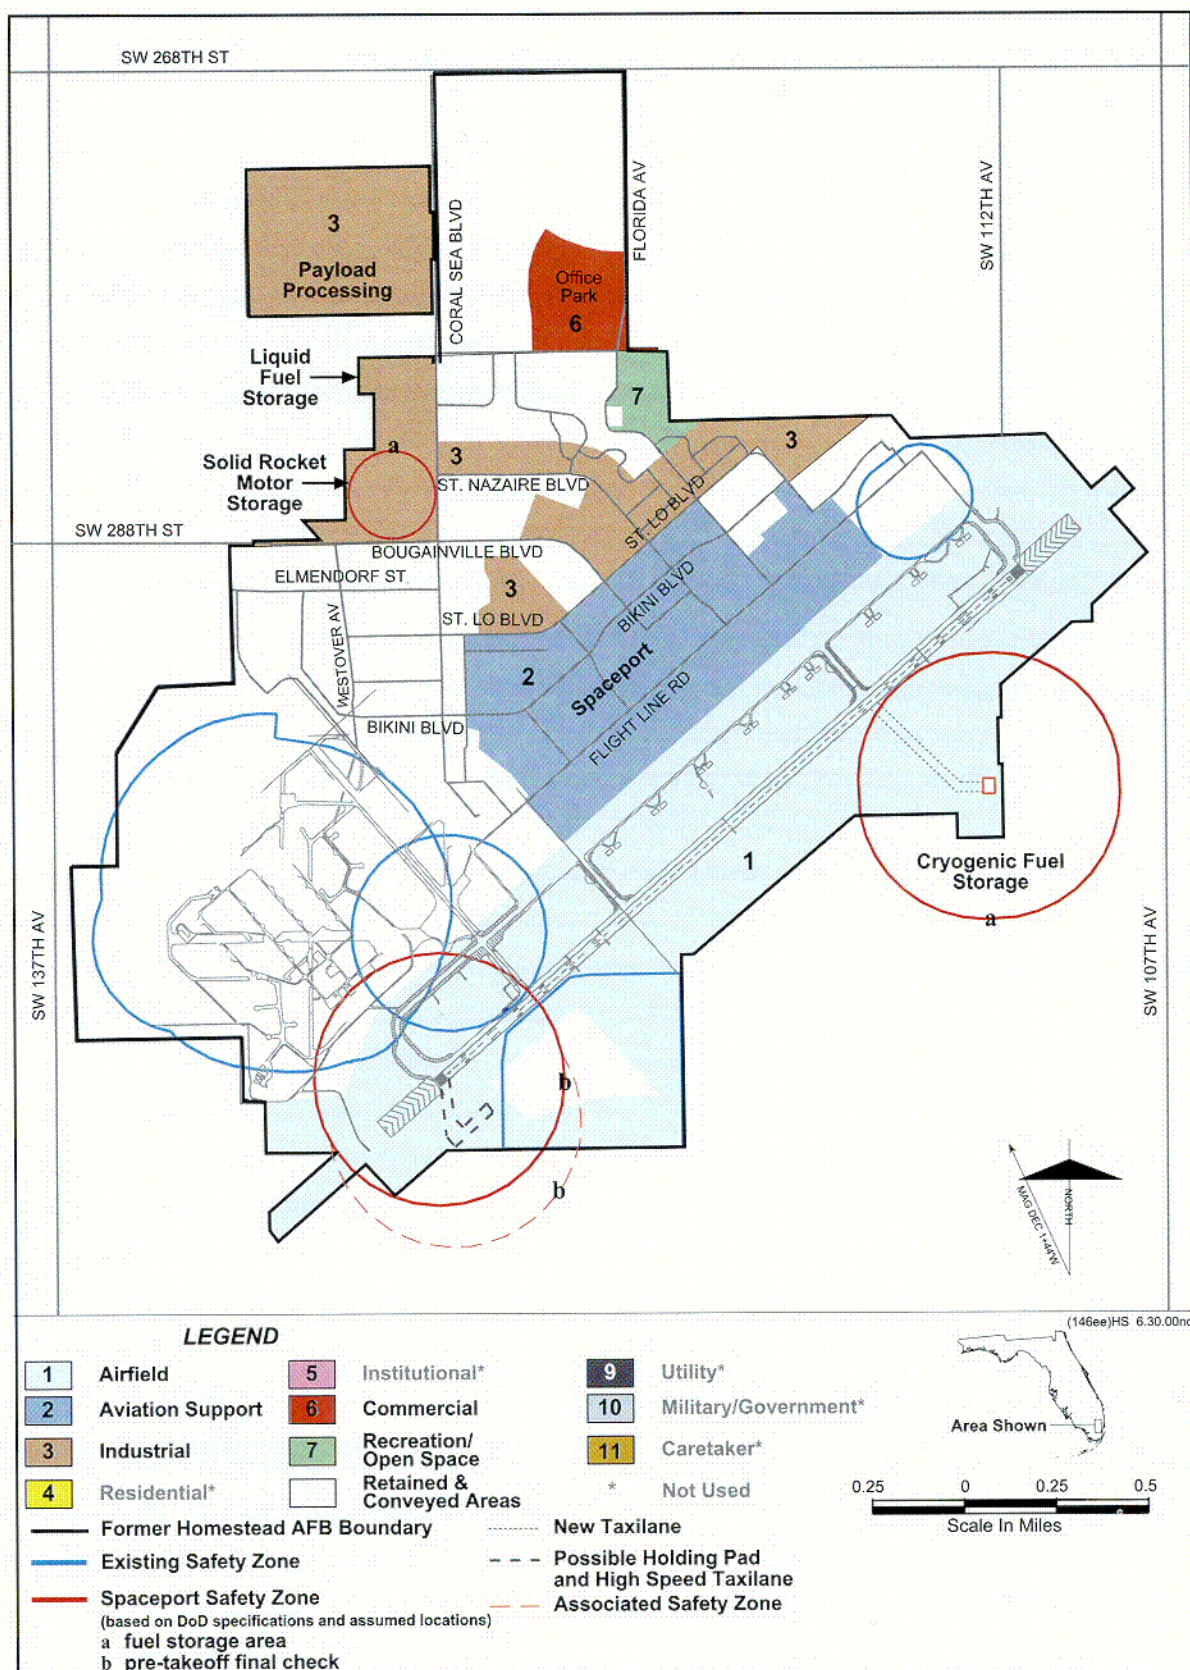 SW 268TH ST
CORAL SEA BLVD
FLORIDA AV
SW 112TH AV
3
Payload
Processing
Office
Park
6
Liquid
Fuel
Storage
7
3
a
3
Solid Rocket
Motor
Storage
ST. NAZAIRE BLVD
ST. LO BLVD
SW 288TH ST
BOUGAINVILLE BLVD
ELMENDORF ST.
3
ST. LO BLVD
BIKINI BLVD
WESTOVER AV
2
Spaceport
FLIGHT LINE RD
BIKINI BLVD
1
Cryogenic Fuel
Storage
a
SW 137TH AV
SW 107TH AV
b
b
MAG DEC 1•44'W
NORTH
(146ee)HS 6.30.00nc
LEGEND
1 Airfield
2 Aviation Support
3 Industrial
4 Residential*
5 Institutional*
6 Commercial
7 Recreation/
Open Space
Retained &
Conveyed Areas
9 Utility*
10 Military/Government*
11 Caretaker*
* Not Used
Area Shown
0.25 0 0.25 0.5
Scale In Miles
Former Homestead AFB Boundary
Existing Safety Zone
Spaceport Safety Zone
(based on DoD specifications and assumed locations)
a fuel storage area
b pre-takeoff final check
New Taxilane
Possible Holding Pad
and High Speed Taxilane
Associated Safety Zone